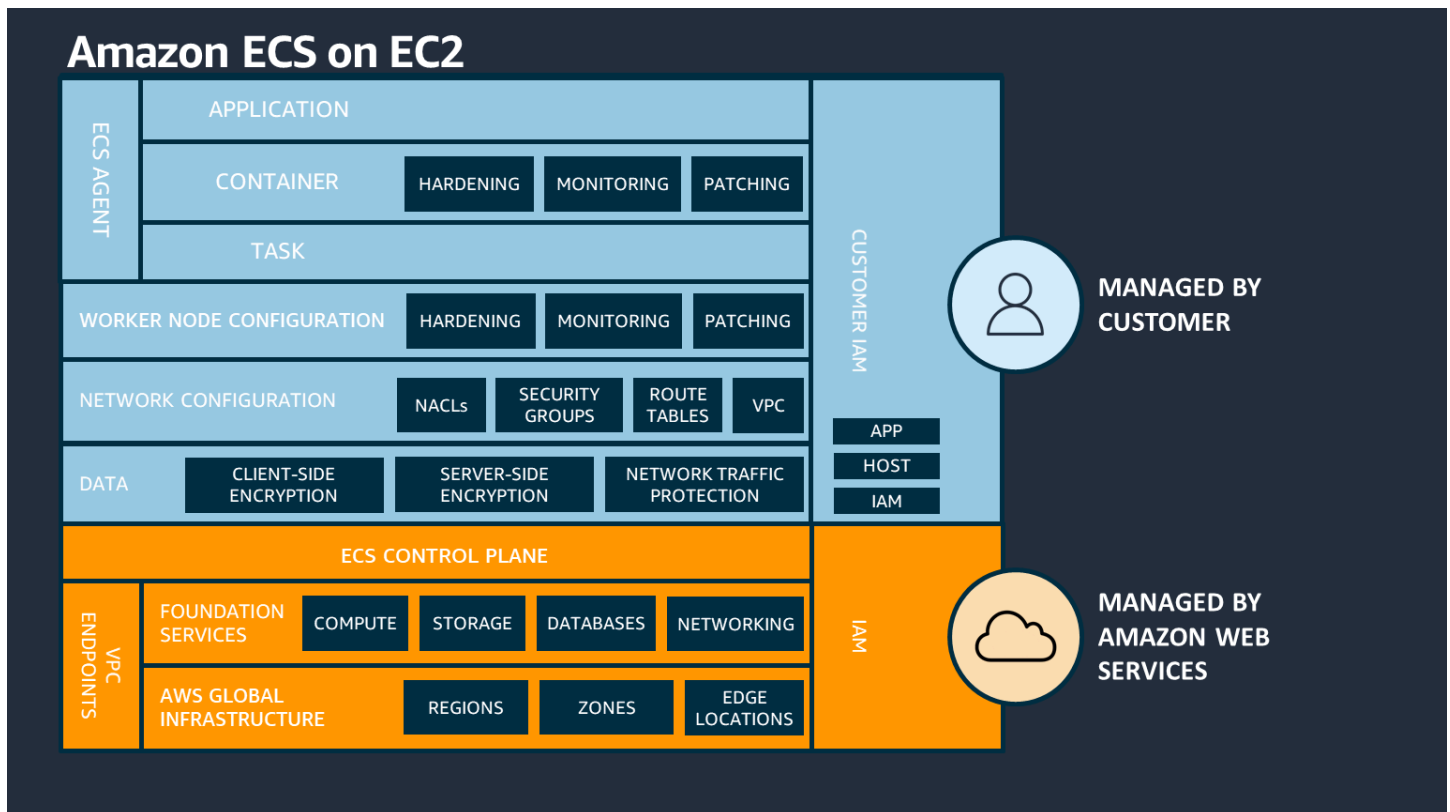 Amazon ECS on EC2
ECS AGENT
APPLICATION
CONTAINER
HARDENING
MONITORING
PATCHING
TASK
WORKER NODE CONFIGURATION
HARDENING
MONITORING
PATCHING
NETWORK CONFIGURATION
NACLs
SECURITY
GROUPS
ROUTE
TABLES
VPC
DATA
CLIENT-SIDE
ENCRYPTION
SERVER-SIDE
ENCRYPTION
NETWORK TRAFFIC
PROTECTION
CUSTOMER IAM
APP
HOST
IAM
MANAGED BY
CUSTOMER
ECS CONTROL PLANE
VPC
ENDPOINTS
FOUNDATION
SERVICES
COMPUTE
STORAGE
DATABASES
NETWORKING
AWS GLOBAL
INFRASTRUCTURE
REGIONS
ZONES
EDGE
LOCATIONS
IAM
MANAGED BY
AMAZON WEB
SERVICES